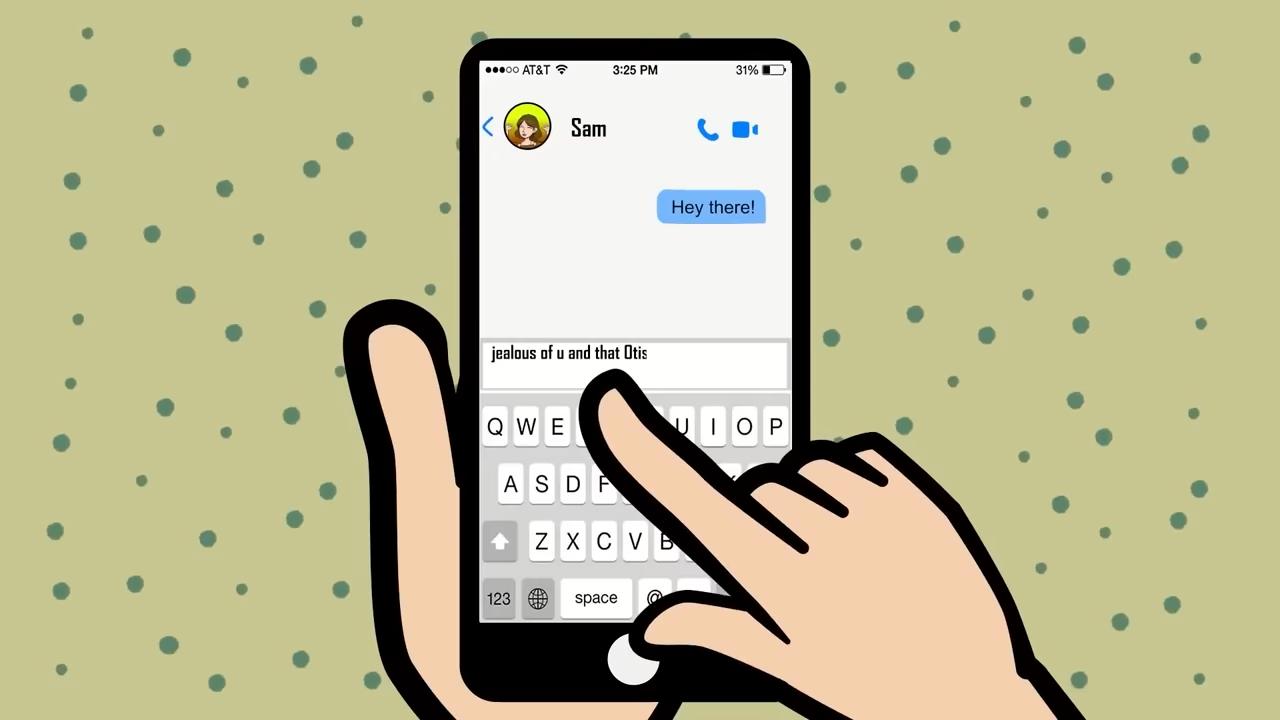 ●●●○○ AT&T 3:25 PM 31%
Sam
Hey there!
jealous of u and that Otis
Q W E U I O P
A S D F
Z X C V B
123 space @